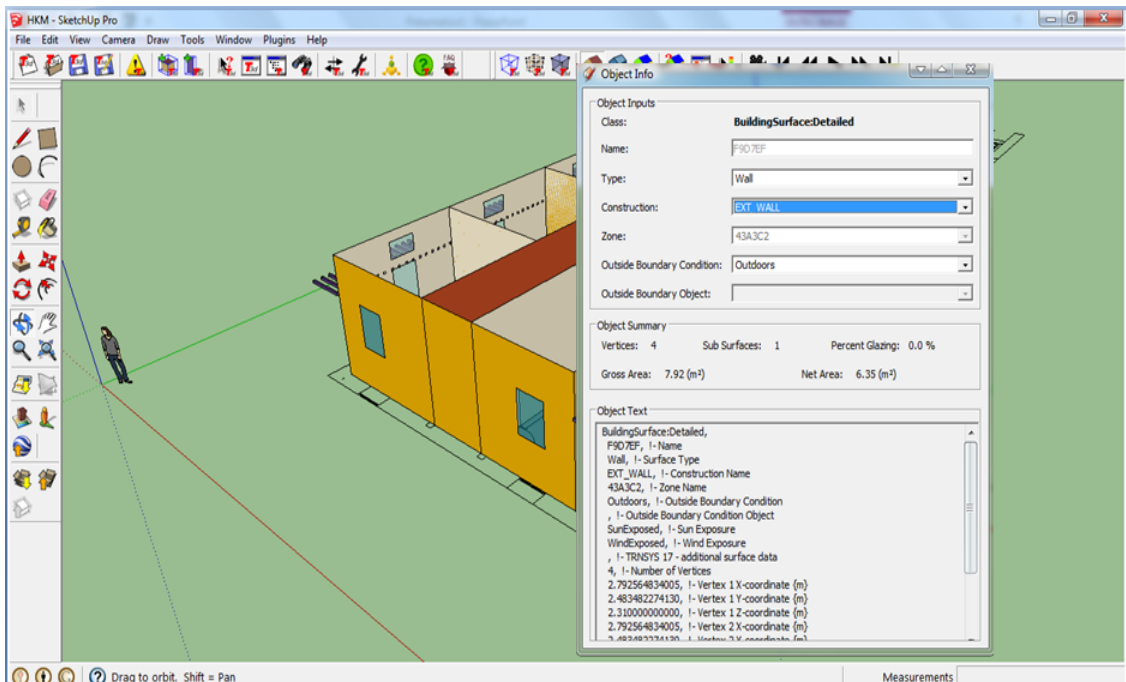 HKM - SketchUp Pro
File Edit View Camera Draw Tools Window Plugins Help
Object Info
Object Inputs
Class: BuildingSurface:Detailed
Name: F9D7EF
Type: Wall
Construction: EXT_WALL
Zone: 43A3C2
Outside Boundary Condition: Outdoors
Outside Boundary Object:
Object Summary
Vertices: 4 Sub Surfaces: 1 Percent Glazing: 0.0 %
Gross Area: 7.92 (m²) Net Area: 6.35 (m²)
Object Text
BuildingSurface:Detailed,
F9D7EF, !- Name
Wall, !- Surface Type
EXT_WALL, !- Construction Name
43A3C2, !- Zone Name
Outdoors, !- Outside Boundary Condition
, !- Outside Boundary Condition Object
SunExposed, !- Sun Exposure
WindExposed, !- Wind Exposure
, !- TRNSYS 17 - additional surface data
4, !- Number of Vertices
2.792564834005, !- Vertex 1 X-coordinate {m}
2.483482274130, !- Vertex 1 Y-coordinate {m}
2.310000000000, !- Vertex 1 Z-coordinate {m}
2.792564834005, !- Vertex 2 X-coordinate {m}
Drag to orbit. Shift = Pan
Measurements